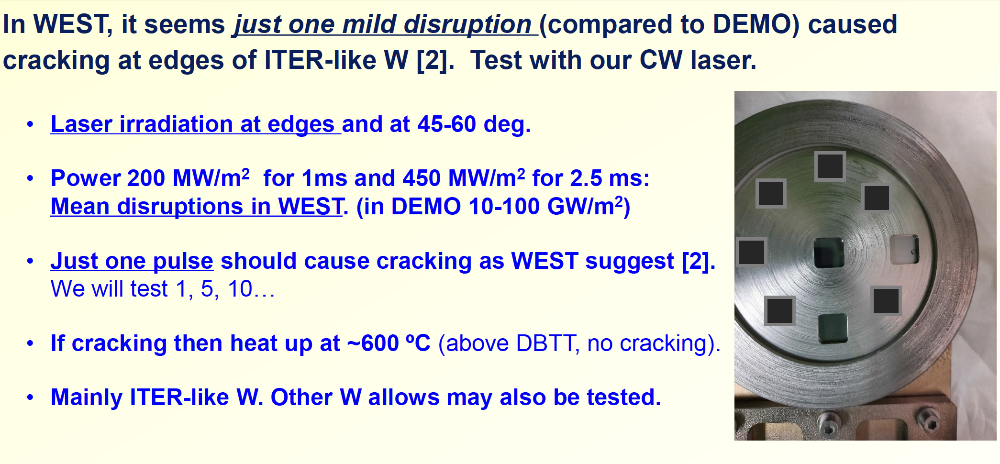 In WEST, it seems just one mild disruption (compared to DEMO) caused
cracking at edges of ITER-like W [2].  Test with our CW laser.
• Laser irradiation at edges and at 45-60 deg.
• Power 200 MW/m²  for 1ms and 450 MW/m² for 2.5 ms:
Mean disruptions in WEST. (in DEMO 10-100 GW/m²)
• Just one pulse should cause cracking as WEST suggest [2].
We will test 1, 5, 10…
• If cracking then heat up at ~600 ºC (above DBTT, no cracking).
• Mainly ITER-like W. Other W allows may also be tested.